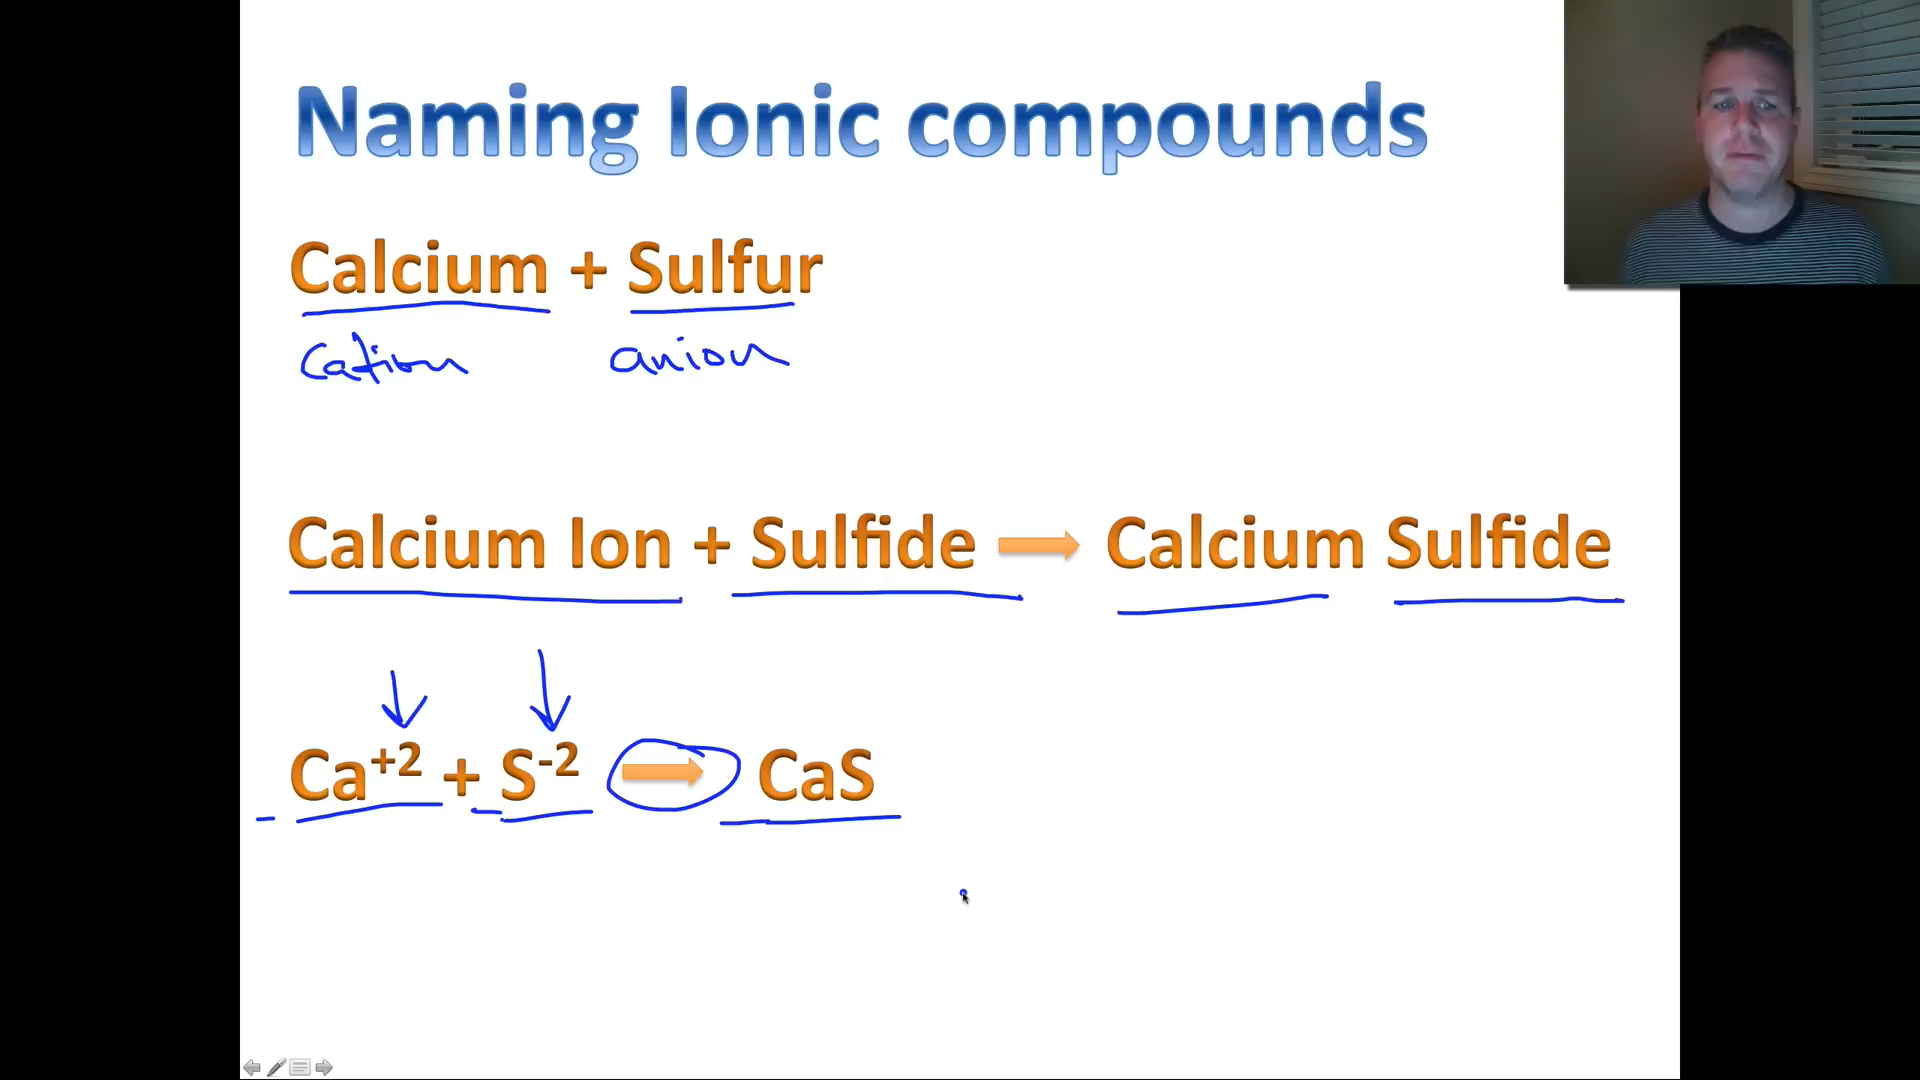 Naming Ionic compounds
Calcium + Sulfur
Cation anion
Calcium Ion + Sulfide Calcium Sulfide
Ca⁺² + S⁻² CaS